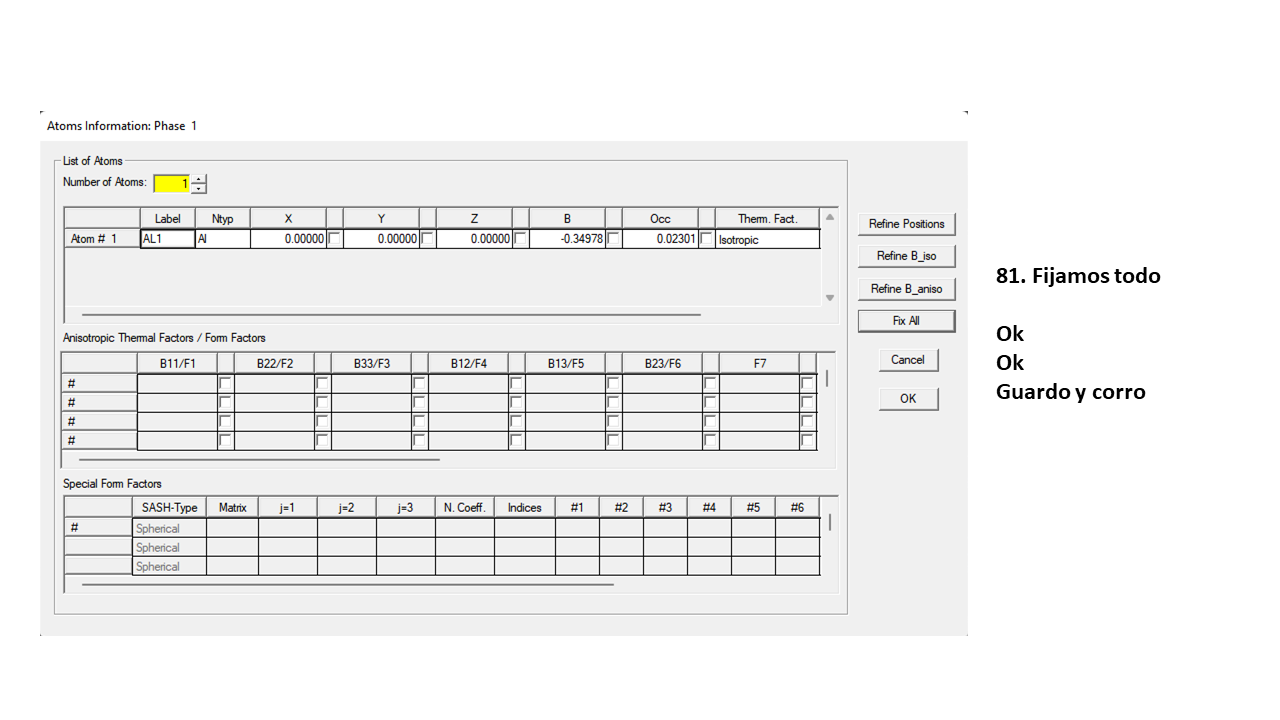 Atoms Information: Phase 1
List of Atoms
Number of Atoms: 1
Label Ntyp X Y Z B Occ Therm. Fact.
Atom # 1 AL1 Al 0.00000 0.00000 0.00000 -0.34978 0.02301 Isotropic
Refine Positions
Refine B_iso
Refine B_aniso
Fix All
Cancel
OK
Anisotropic Thermal Factors / Form Factors
B11/F1 B22/F2 B33/F3 B12/F4 B13/F5 B23/F6 F7
#
#
#
#
Special Form Factors
SASH-Type Matrix j=1 j=2 j=3 N. Coeff. Indices #1 #2 #3 #4 #5 #6
# Spherical
Spherical
Spherical
81. Fijamos todo
Ok
Ok
Guardo y corro